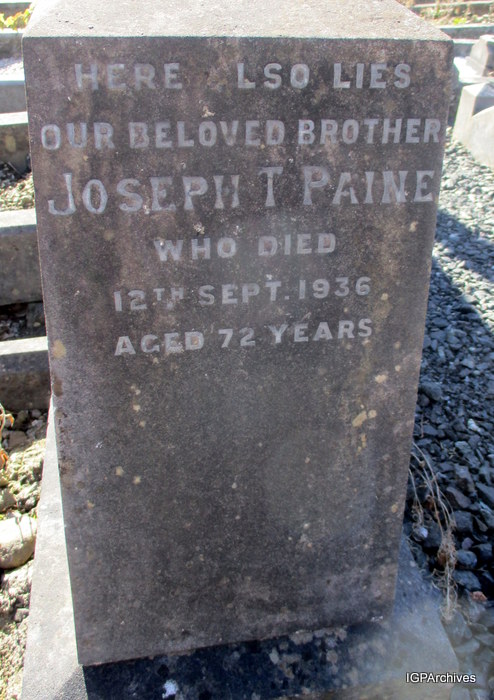 HERE LSO LIES
OUR BELOVED BROTHER
JOSEPH T PAINE
WHO DIED
12TH SEPT. 1936
AGED 72 YEARS
IGPArchives